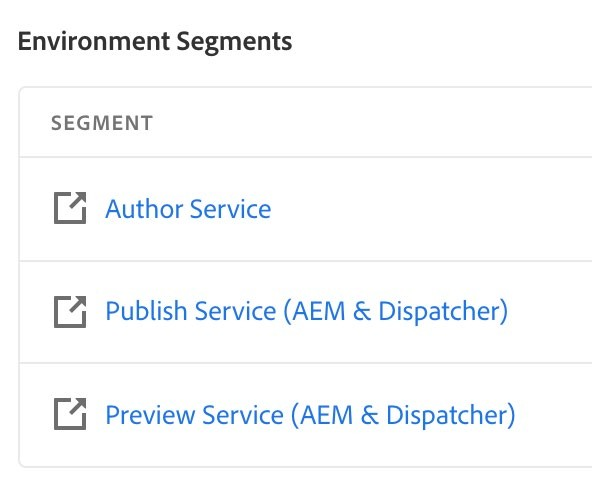 Environment Segments
SEGMENT
Author Service
Publish Service (AEM & Dispatcher)
Preview Service (AEM & Dispatcher)